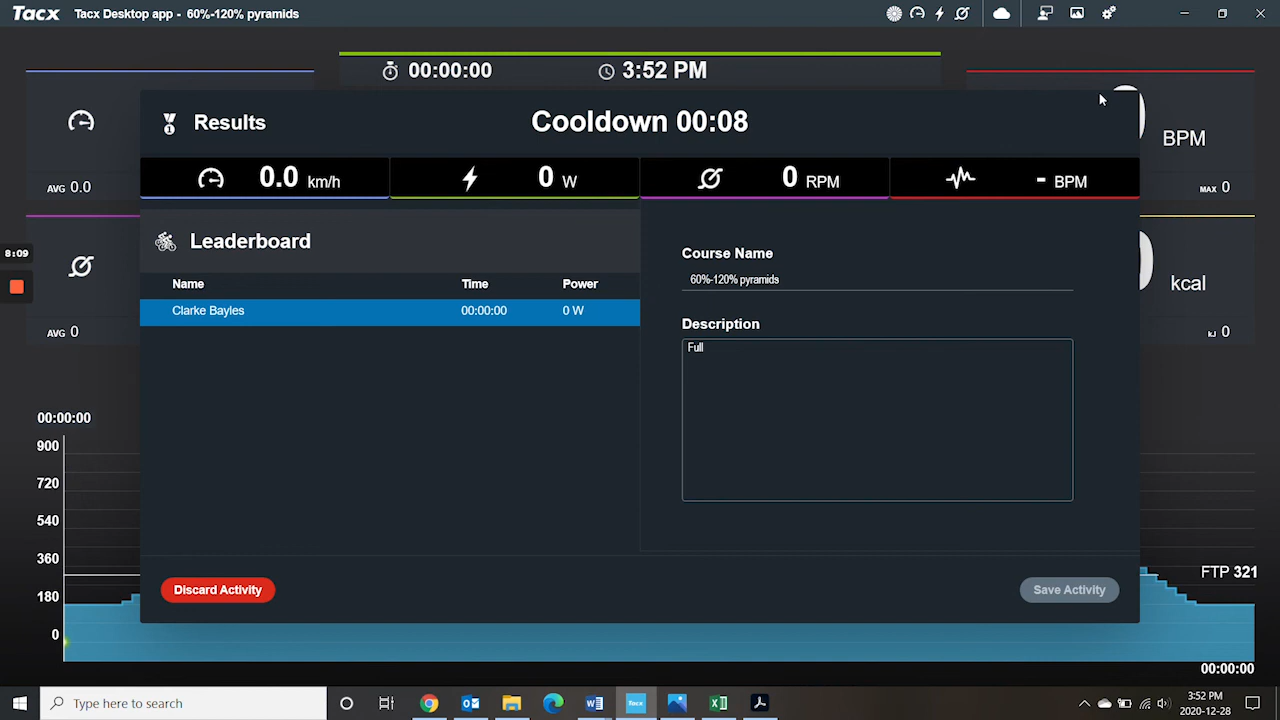 Tacx Desktop app - 60%-120% pyramids
00:00:00 3:52 PM
Results Cooldown 00:08
BPM
AVG 0.0
MAX 0
0.0 km/h 0 W 0 RPM - BPM
Leaderboard
8:09
Course Name
60%-120% pyramids
Name Time Power
kcal
Clarke Bayles 00:00:00 0 W
Description
AVG 0
kJ 0
Full
00:00:00
900
720
540
360
FTP 321
180
Discard Activity Save Activity
0
00:00:00
Type here to search
Tacx
3:52 PM
2020-12-28